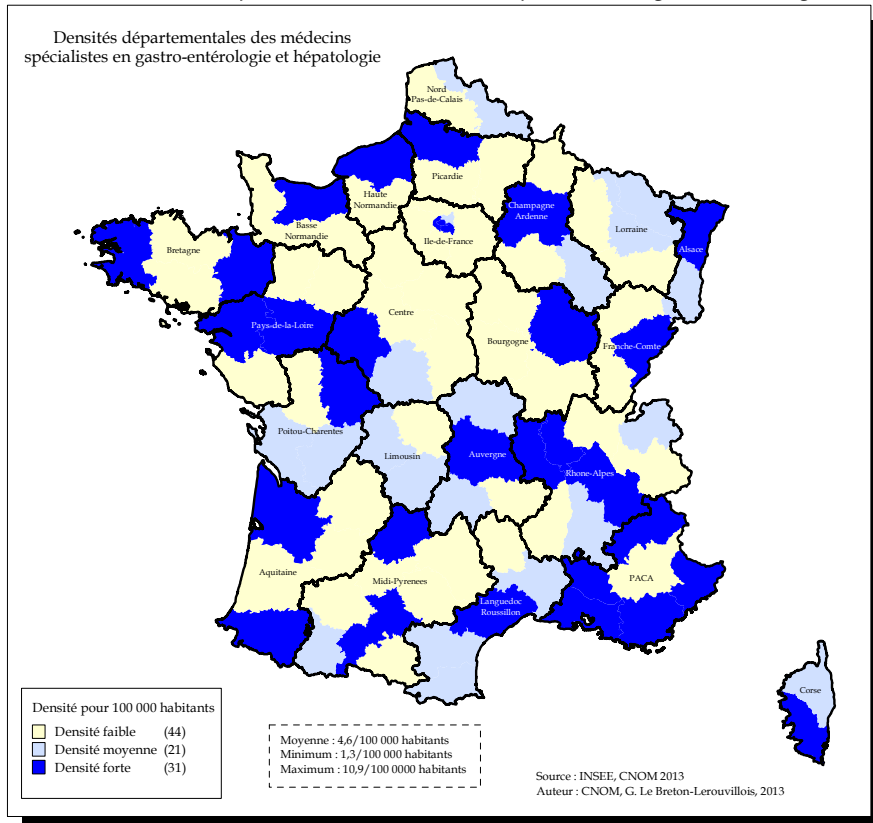 Densités départementales des médecins
spécialistes en gastro-entérologie et hépatologie
Nord
Pas-de-Calais
Picardie
Haute
Normandie
Basse
Normandie
Champagne
Ardenne
Lorraine
Alsace
Ile-de-France
Bretagne
Pays-de-la-Loire
Centre
Bourgogne
Franche-Comte
Poitou-Charentes
Limousin
Auvergne
Rhone-Alpes
Aquitaine
Midi-Pyrenees
Languedoc
Roussillon
PACA
Corse
Densité pour 100 000 habitants
Densité faible (44)
Densité moyenne (21)
Densité forte (31)
Moyenne : 4,6/100 000 habitants
Minimum : 1,3/100 000 habitants
Maximum : 10,9/100 0000 habitants
Source : INSEE, CNOM 2013
Auteur : CNOM, G. Le Breton-Lerouvillois, 2013